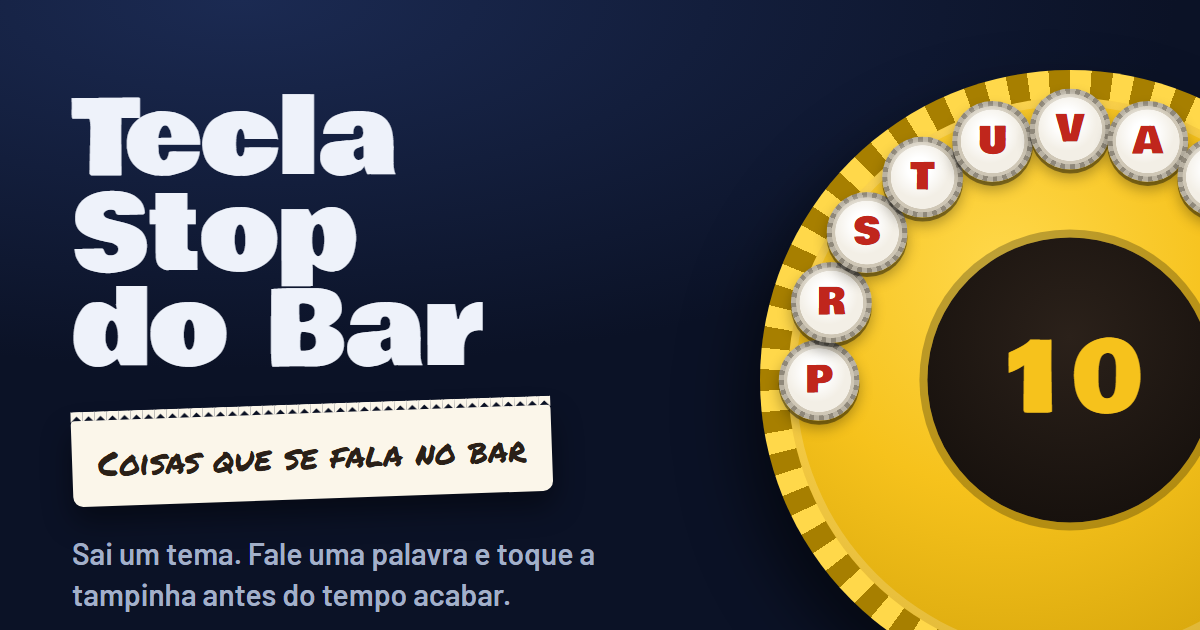 Tecla
Stop
do Bar
Coisas que se fala no bar
Sai um tema. Fale uma palavra e toque a
tampinha antes do tempo acabar.
P
R
S
T
U
V
A
10